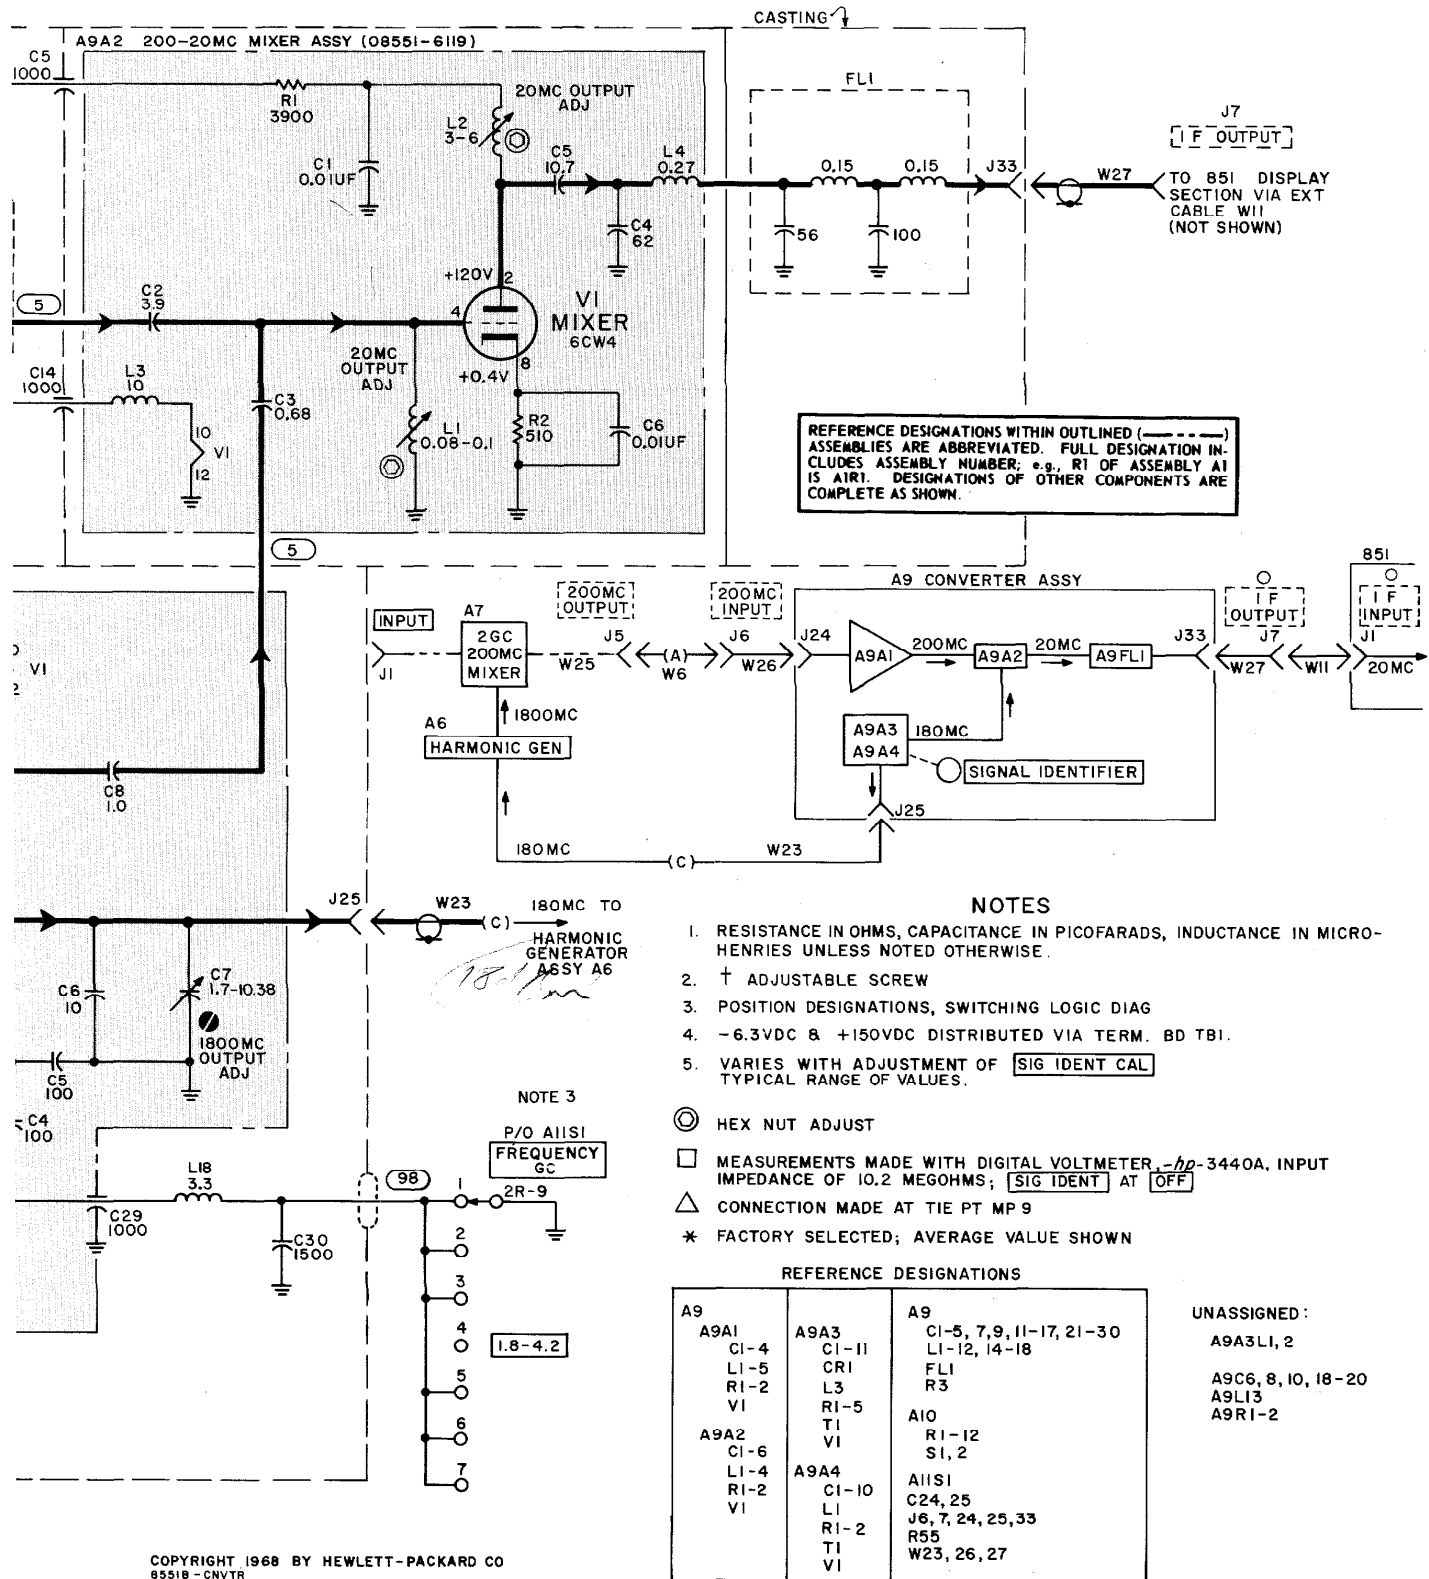 CASTING
A9A2 200-20MC MIXER ASSY (08551-6119)
C5
1000
R1
3900
C1
0.01UF
L2
3-6
20MC OUTPUT
ADJ
C5
10.7
L4
0.27
C4
62
FL1
0.15
0.15
56
100
J33
W27
J7
IF OUTPUT
TO 851 DISPLAY
SECTION VIA EXT
CABLE W11
(NOT SHOWN)
5
C2
3.9
+120V
2
4
8
+0.4V
V1
MIXER
6CW4
20MC
OUTPUT
ADJ
C14
1000
L3
10
10
V1
12
C3
0.68
L1
0.08-0.1
R2
510
C6
0.01UF
REFERENCE DESIGNATIONS WITHIN OUTLINED (— - - —)
ASSEMBLIES ARE ABBREVIATED. FULL DESIGNATION IN-
CLUDES ASSEMBLY NUMBER; e.g., R1 OF ASSEMBLY A1
IS A1R1. DESIGNATIONS OF OTHER COMPONENTS ARE
COMPLETE AS SHOWN.
5
V1
2
INPUT
J1
A7
2GC
200MC
MIXER
200MC
OUTPUT
W25
J5
(A)
W6
200MC
INPUT
J6
W26
J24
A9 CONVERTER ASSY
A9A1
200MC
A9A2
20MC
A9FL1
J33
W27
IF
OUTPUT
J7
W11
851
IF
INPUT
J1
20MC
1800MC
A6
HARMONIC GEN
A9A3
A9A4
180MC
SIGNAL IDENTIFIER
J25
180MC
(C)
W23
C8
1.0
J25
W23
(C)
180MC TO
HARMONIC
GENERATOR
ASSY A6
C6
10
C7
1.7-10.38
1800MC
OUTPUT
ADJ
C5
100
C4
100
NOTES
1. RESISTANCE IN OHMS, CAPACITANCE IN PICOFARADS, INDUCTANCE IN MICRO-
HENRIES UNLESS NOTED OTHERWISE.
2. † ADJUSTABLE SCREW
3. POSITION DESIGNATIONS, SWITCHING LOGIC DIAG
4. -6.3VDC & +150VDC DISTRIBUTED VIA TERM. BD TB1.
5. VARIES WITH ADJUSTMENT OF SIG IDENT CAL
TYPICAL RANGE OF VALUES.
HEX NUT ADJUST
MEASUREMENTS MADE WITH DIGITAL VOLTMETER, -hp-3440A, INPUT
IMPEDANCE OF 10.2 MEGOHMS; SIG IDENT AT OFF
CONNECTION MADE AT TIE PT MP9
* FACTORY SELECTED; AVERAGE VALUE SHOWN
NOTE 3
P/O A11S1
FREQUENCY
GC
C29
1000
L18
3.3
C30
1500
98
1
2R-9
2
3
4
1.8-4.2
5
6
7
REFERENCE DESIGNATIONS
A9
A9A1
C1-4
L1-5
R1-2
V1
A9A2
C1-6
L1-4
R1-2
V1
A9A3
C1-11
CR1
L3
R1-5
T1
V1
A9A4
C1-10
L1
R1-2
T1
V1
A9
C1-5, 7,9, 11-17, 21-30
L1-12, 14-18
FL1
R3
A10
R1-12
S1, 2
A11S1
C24, 25
J6, 7, 24, 25, 33
R55
W23, 26, 27
UNASSIGNED:
A9A3L1, 2
A9C6, 8, 10, 18-20
A9L13
A9R1-2
COPYRIGHT 1968 BY HEWLETT-PACKARD CO
8551B-CNVTR